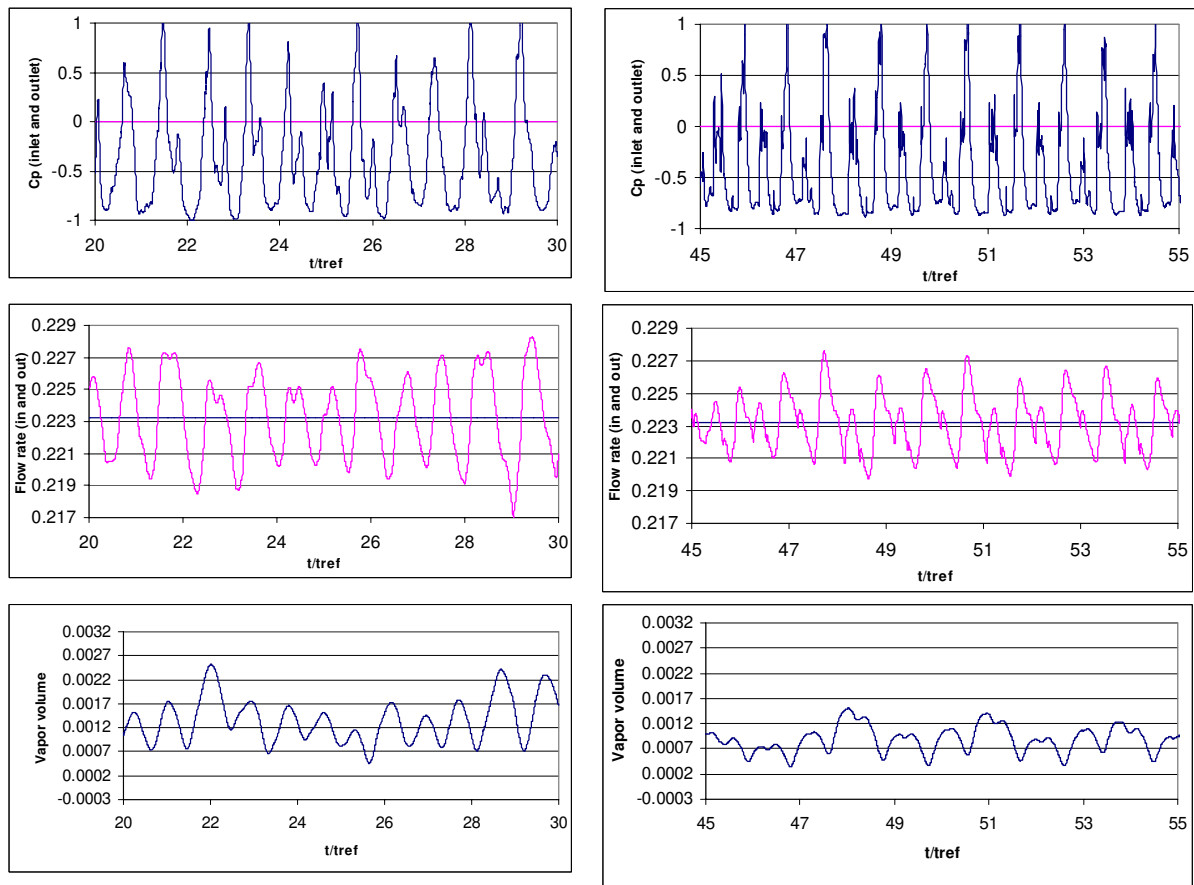 Cp (inlet and outlet)
1
0.5
0
-0.5
-1
20 22 24 26 28 30
t/tref
Cp (inlet and outlet)
1
0.5
0
-0.5
-1
45 47 49 51 53 55
t/tref
Flow rate (in and out)
0.229
0.227
0.225
0.223
0.221
0.219
0.217
20 22 24 26 28 30
t/tref
Flow rate (in and out)
0.229
0.227
0.225
0.223
0.221
0.219
0.217
45 47 49 51 53 55
t/tref
Vapor volume
0.0032
0.0027
0.0022
0.0017
0.0012
0.0007
0.0002
-0.0003
20 22 24 26 28 30
t/tref
Vapor volume
0.0032
0.0027
0.0022
0.0017
0.0012
0.0007
0.0002
-0.0003
45 47 49 51 53 55
t/tref